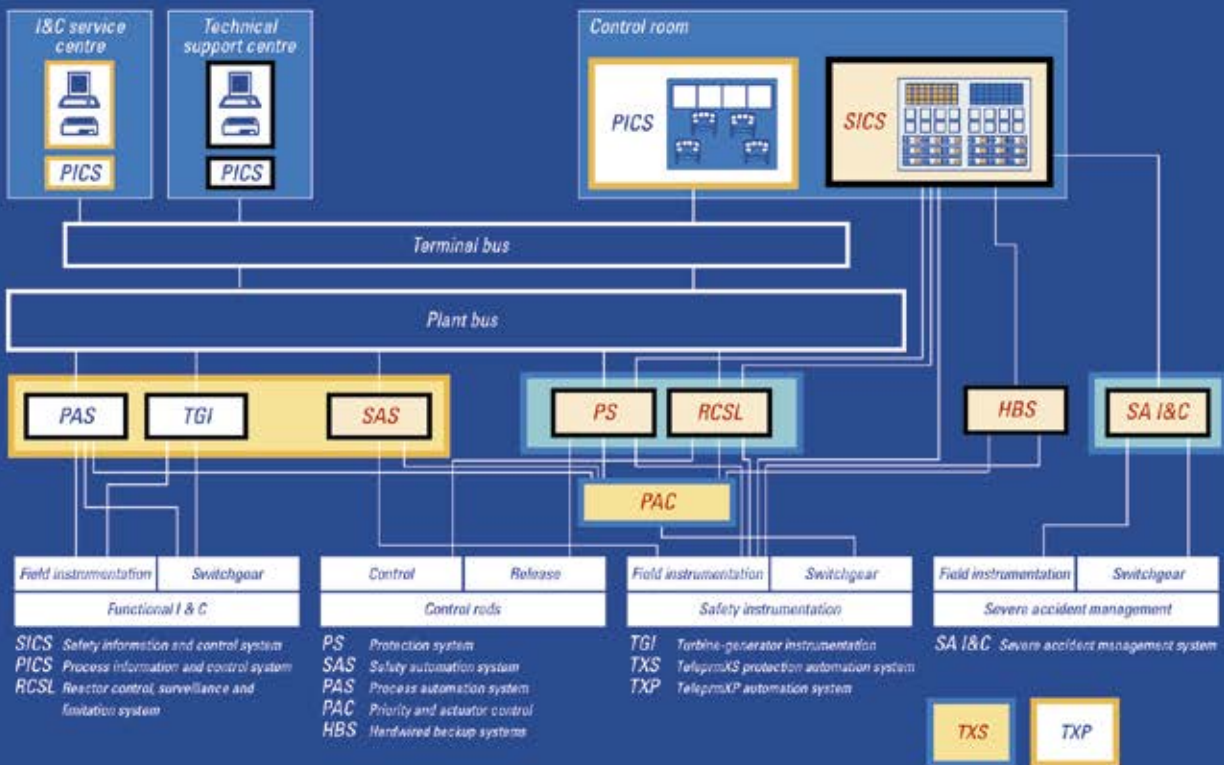 I&C service
centre
PICS
Technical
support centre
PICS
Control room
PICS
SICS
Terminal bus
Plant bus
PAS
TGI
SAS
PS
RCSL
HBS
SA I&C
PAC
Field instrumentation
Switchgear
Functional I & C
Control
Release
Control rods
Field instrumentation
Switchgear
Safety instrumentation
Field instrumentation
Switchgear
Severe accident management
SICS Safety information and control system
PICS Process information and control system
RCSL Reactor control, surveillance and
limitation system
PS Protection system
SAS Safety automation system
PAS Process automation system
PAC Priority and actuator control
HBS Hardwired backup systems
TGI Turbine-generator instrumentation
TXS TeleprmXS protection automation system
TXP TeleprmXP automation system
SA I&C Severe accident management system
TXS
TXP